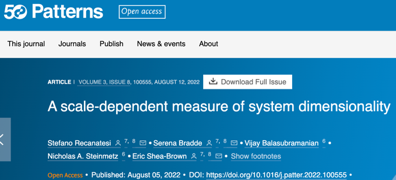 50 Patterns
Open access
This journal Journals Publish News & events About
ARTICLE | VOLUME 3, ISSUE 8, 100555, AUGUST 12, 2022 Download Full Issue
A scale-dependent measure of system dimensionality
Stefano Recanatesi 7, 8 • Serena Bradde 7, 8 • Vijay Balasubramanian 6 •
Nicholas A. Steinmetz 6 • Eric Shea-Brown 7, 8 • Show footnotes
Open Access • Published: August 05, 2022 • DOI: https://doi.org/10.1016/j.patter.2022.100555 •